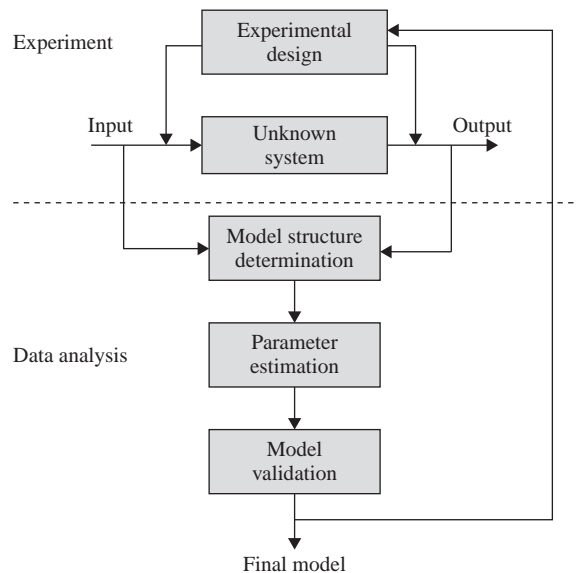 Experiment
Experimental
design
Input
Unknown
system
Output
Model structure
determination
Data analysis
Parameter
estimation
Model
validation
Final model